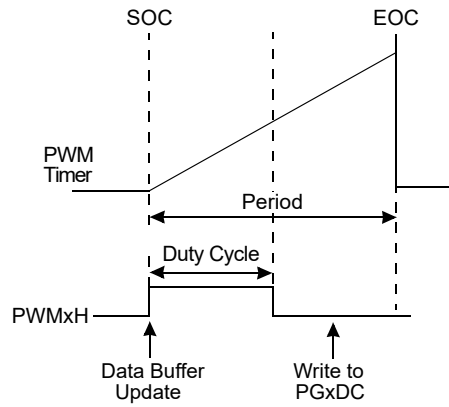 SOC
EOC
PWM
Timer
Period
Duty Cycle
PWMxH
Data Buffer
Update
Write to
PGxDC